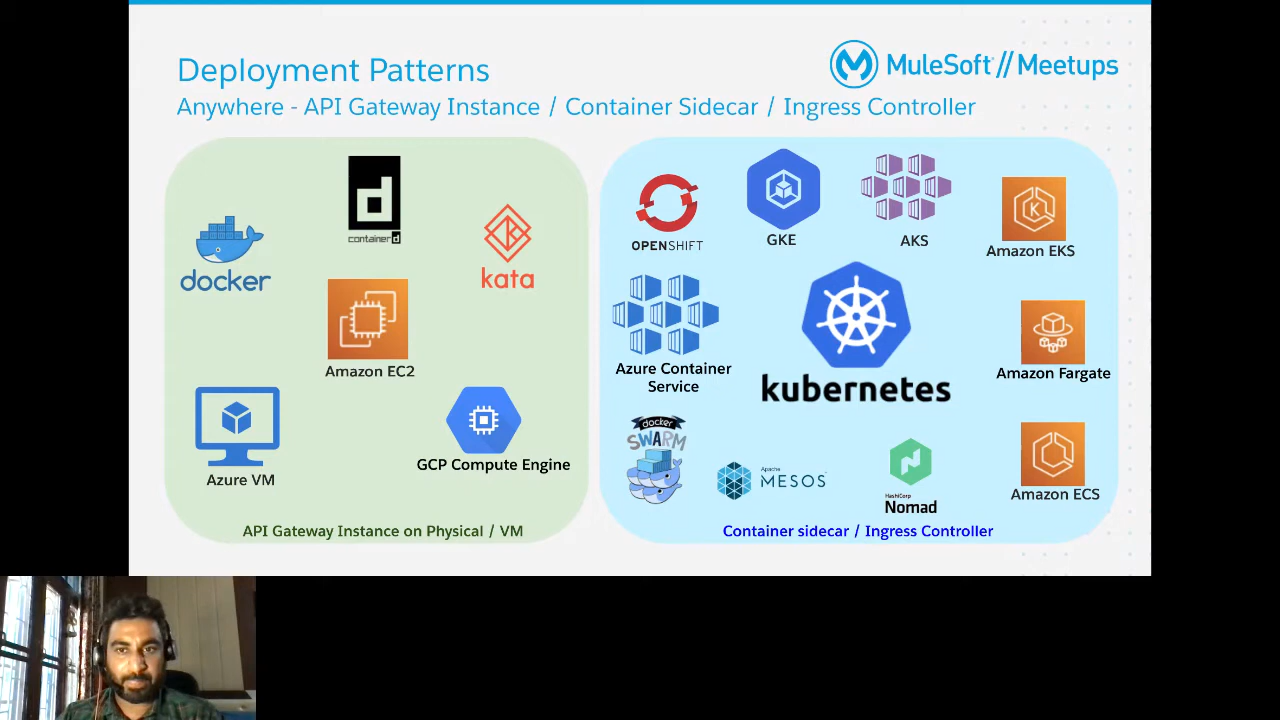 Deployment Patterns
MuleSoft // Meetups
Anywhere - API Gateway Instance / Container Sidecar / Ingress Controller
d
containerd
docker
kata
Amazon EC2
Azure VM
GCP Compute Engine
API Gateway Instance on Physical / VM
OPENSHIFT
GKE
AKS
K
Amazon EKS
Azure Container
Service
kubernetes
Amazon Fargate
docker
SWARM
Apache
MESOS
HashiCorp
Nomad
Amazon ECS
Container sidecar / Ingress Controller